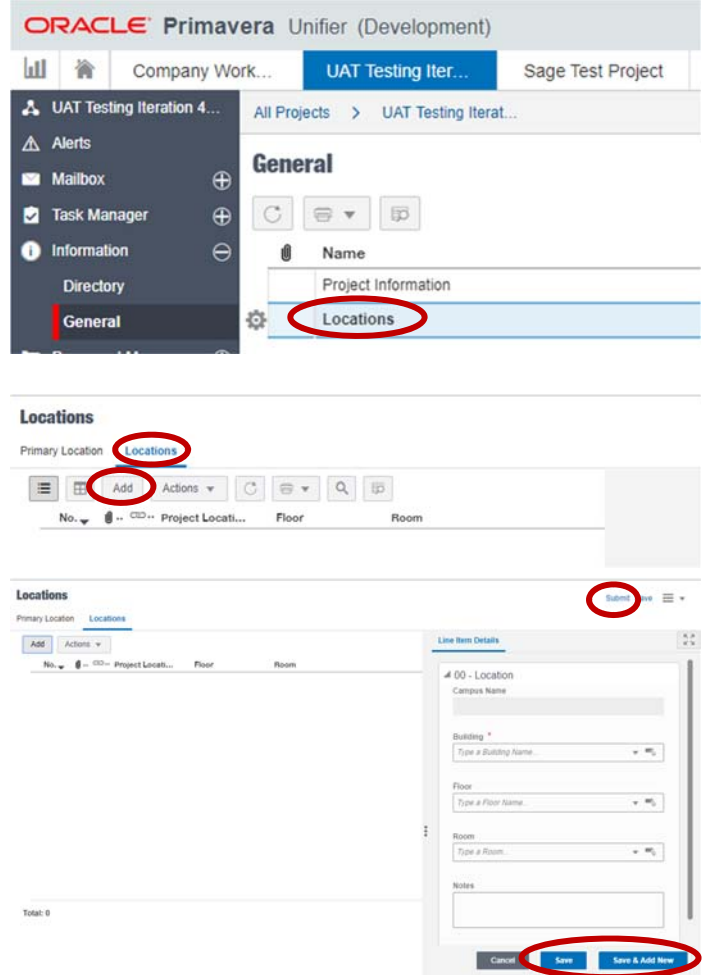 ORACLE Primavera Unifier (Development)
Company Work... UAT Testing Iter... Sage Test Project
UAT Testing Iteration 4... All Projects > UAT Testing Iterat...
Alerts
General
Mailbox
Task Manager
Information Name
Directory Project Information
General Locations
Locations
Primary Location Locations
Add Actions
No. Project Locati... Floor Room
Locations
Submit
Primary Location Locations
Add Actions Line Item Details
No. Project Locati... Floor Room
00 - Location
Campus Name
Building *
Type a Building Name...
Floor
Type a Floor Name...
Room
Type a Room...
Notes
Total: 0
Cancel Save Save & Add New